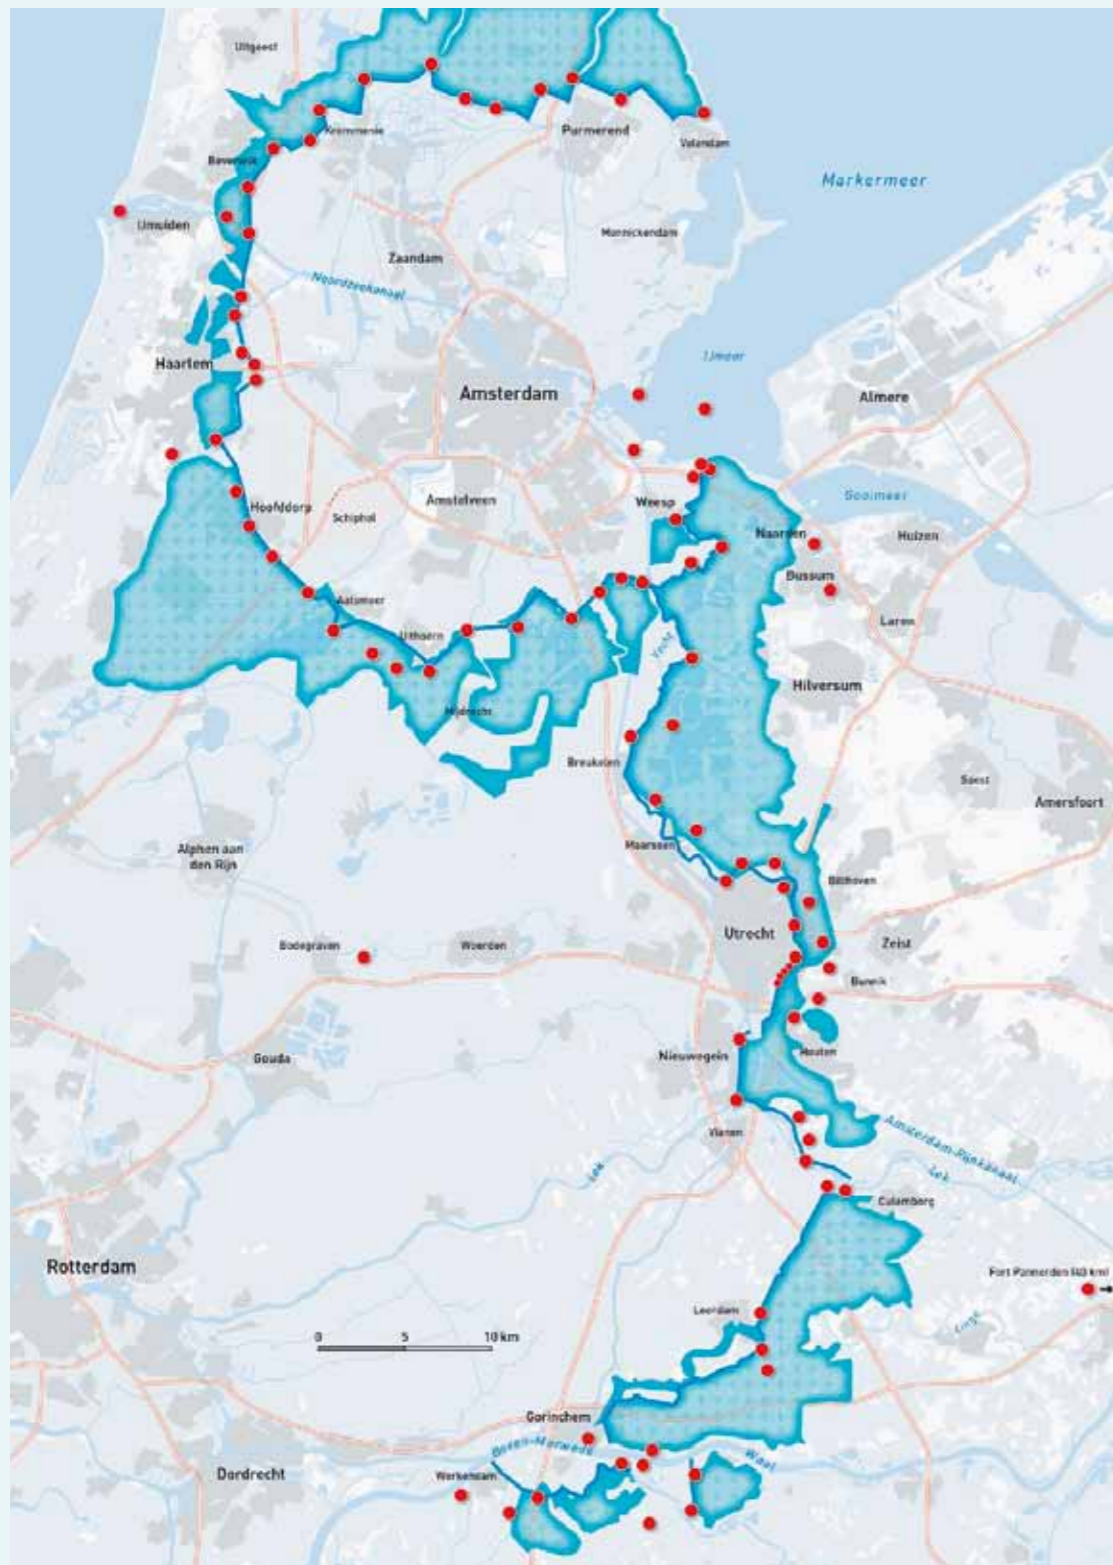 Uitgeest
Krommenie
Purmerend
Volendam
Beverwijk
Markermeer
IJmuiden
Monnickendam
Zaandam
Noordzeekanaal
IJmeer
Haarlem
Amsterdam
Almere
Gooimeer
Amstelveen
Weesp
Hoofddorp
Schiphol
Naarden
Huizen
Bussum
Aalsmeer
Laren
Uithoorn
Vecht
Hilversum
Mijdrecht
Breukelen
Soest
Amersfoort
Maarssen
Alphen aan
den Rijn
Bilthoven
Utrecht
Zeist
Bodegraven
Woerden
Bunnik
Nieuwegein
Houten
Gouda
Amsterdam-Rijnkanaal
Vianen
Lek
Lek
Culemborg
Rotterdam
Fort Pannerden (40 km)
Leerdam
Linge
0 5 10 km
Gorinchem
Boven-Merwede
Waal
Dordrecht
Werkendam